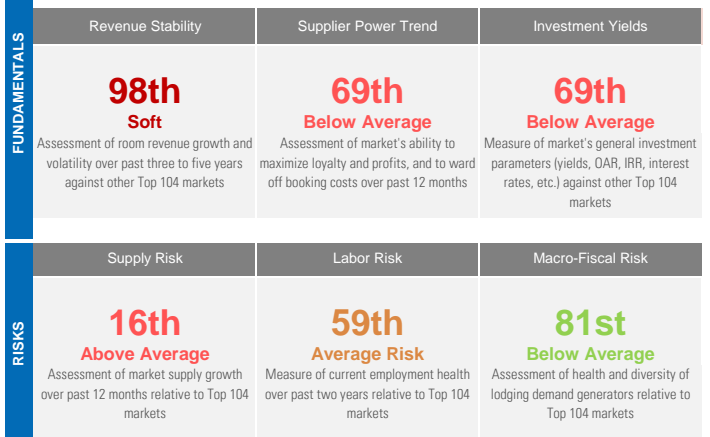 FUNDAMENTALS
Revenue Stability
98th
Soft
Assessment of room revenue growth and
volatility over past three to five years
against other Top 104 markets
Supplier Power Trend
69th
Below Average
Assessment of market's ability to
maximize loyalty and profits, and to ward
off booking costs over past 12 months
Investment Yields
69th
Below Average
Measure of market's general investment
parameters (yields, OAR, IRR, interest
rates, etc.) against other Top 104
markets
RISKS
Supply Risk
16th
Above Average
Assessment of market supply growth
over past 12 months relative to Top 104
markets
Labor Risk
59th
Average Risk
Measure of current employment health
over past two years relative to Top 104
markets
Macro-Fiscal Risk
81st
Below Average
Assessment of health and diversity of
lodging demand generators relative to
Top 104 markets